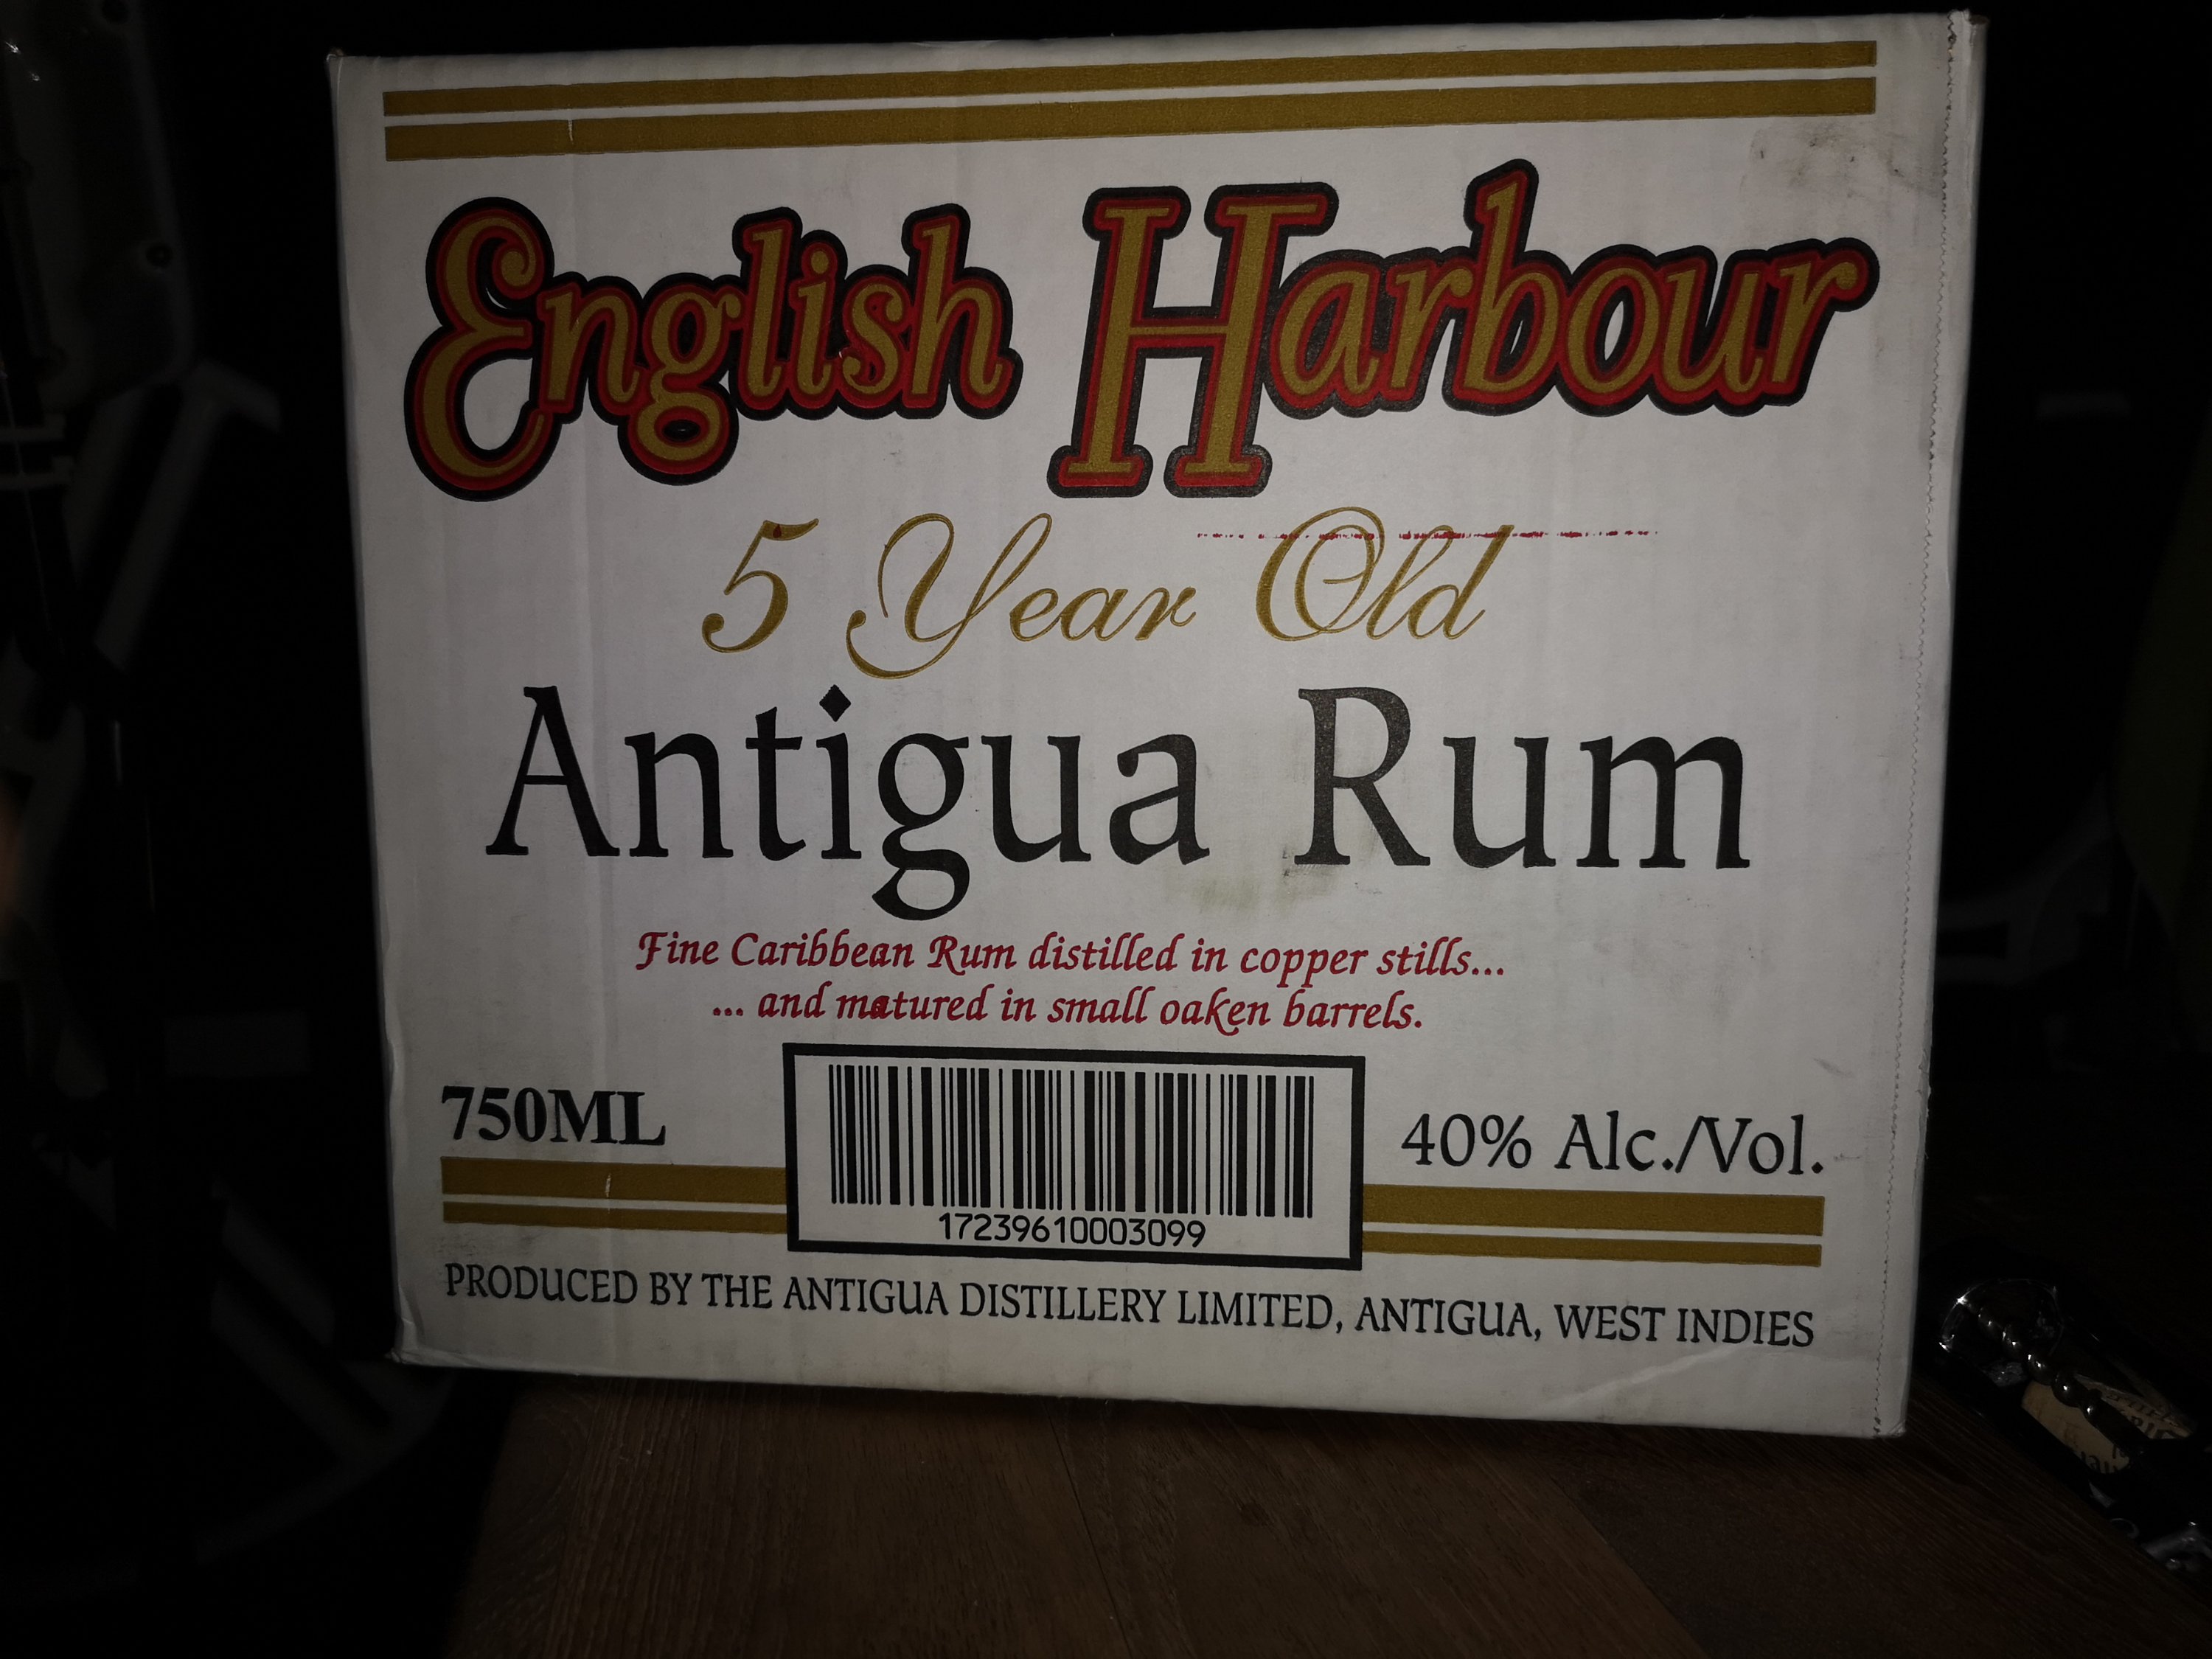 English Harbour
5 Year Old
Antigua Rum
Fine Caribbean Rum distilled in copper stills...
... and matured in small oaken barrels.
750ML
40% Alc./Vol.
17239610003099
PRODUCED BY THE ANTIGUA DISTILLERY LIMITED, ANTIGUA, WEST INDIES